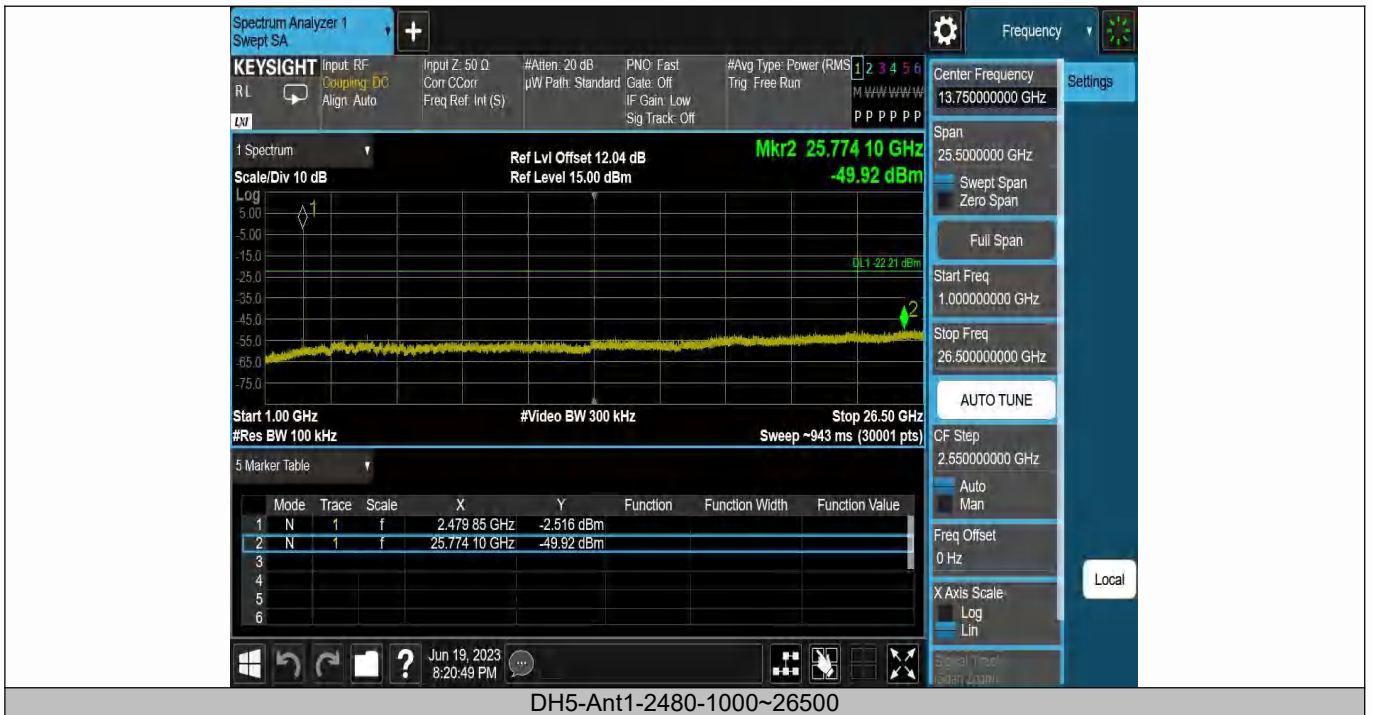 Spectrum Analyzer 1
Swept SA
+
Frequency
KEYSIGHT
RL
LXI
Input: RF
Coupling: DC
Align: Auto
Input Z: 50 Ω
Corr CCorr
Freq Ref: Int (S)
#Atten: 20 dB
µW Path: Standard
PNO: Fast
Gate: Off
IF Gain: Low
Sig Track: Off
#Avg Type: Power (RMS
Trig: Free Run
1 2 3 4 5 6
M W W W W W
P P P P P P
1 Spectrum
Scale/Div 10 dB
Ref Lvl Offset 12.04 dB
Ref Level 15.00 dBm
Mkr2 25.774 10 GHz
-49.92 dBm
Log
5.00
-5.00
-15.0
-25.0
-35.0
-45.0
-55.0
-65.0
-75.0
1
DL1 -22.21 dBm
2
Start 1.00 GHz
#Video BW 300 kHz
Stop 26.50 GHz
#Res BW 100 kHz
Sweep ~943 ms (30001 pts)
5 Marker Table
Mode Trace Scale X Y Function Function Width Function Value
1 N 1 f 2.479 85 GHz -2.516 dBm
2 N 1 f 25.774 10 GHz -49.92 dBm
3
4
5
6
?
Jun 19, 2023
8:20:49 PM
Center Frequency
13.750000000 GHz
Settings
Span
25.5000000 GHz
Swept Span
Zero Span
Full Span
Start Freq
1.000000000 GHz
Stop Freq
26.500000000 GHz
AUTO TUNE
CF Step
2.550000000 GHz
Auto
Man
Freq Offset
0 Hz
X Axis Scale
Log
Lin
Local
Signal Track
(Span Zoom)
DH5-Ant1-2480-1000~26500